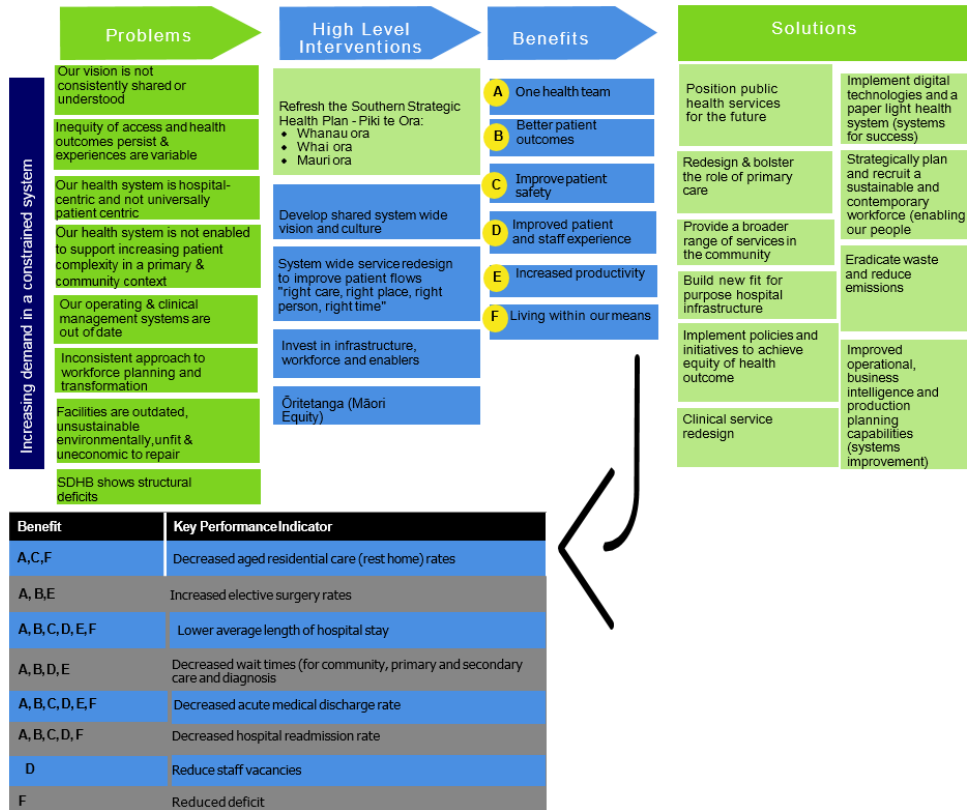 Problems
High Level
Interventions
Benefits
Solutions
Increasing demand in a constrained system
Our vision is not
consistently shared or
understood
Inequity of access and health
outcomes persist &
experiences are variable
Our health system is hospital-
centric and not universally
patient centric
Our health system is not enabled
to support increasing patient
complexity in a primary &
community context
Our operating & clinical
management systems are
out of date
Inconsistent approach to
workforce planning and
transformation
Facilities are outdated,
unsustainable
environmentally,unfit &
uneconomic to repair
SDHB shows structural
deficits
Refresh the Southern Strategic
Health Plan - Piki te Ora:
• Whanau ora
• Whai ora
• Mauri ora
Develop shared system wide
vision and culture
System wide service redesign
to improve patient flows
"right care, right place, right
person, right time"
Invest in infrastructure,
workforce and enablers
Ōritetanga (Māori
Equity)
A One health team
B Better patient
outcomes
C Improve patient
safety
D Improved patient
and staff experience
E Increased productivity
F Living within our means
Position public
health services
for the future
Redesign & bolster
the role of primary
care
Provide a broader
range of services in
the community
Build new fit for
purpose hospital
infrastructure
Implement policies and
initiatives to achieve
equity of health
outcome
Clinical service
redesign
Implement digital
technologies and a
paper light health
system (systems
for success)
Strategically plan
and recruit a
sustainable and
contemporary
workforce (enabling
our people)
Eradicate waste
and reduce
emissions
Improved
operational,
business
intelligence and
production
planning
capabilities
(systems
improvement)
Benefit Key Performance Indicator
A,C,F Decreased aged residential care (rest home) rates
A, B,E Increased elective surgery rates
A, B, C, D, E, F Lower average length of hospital stay
A, B, D, E Decreased wait times (for community, primary and secondary
care and diagnosis
A, B, C, D, E, F Decreased acute medical discharge rate
A, B, C, D, F Decreased hospital readmission rate
D Reduce staff vacancies
F Reduced deficit